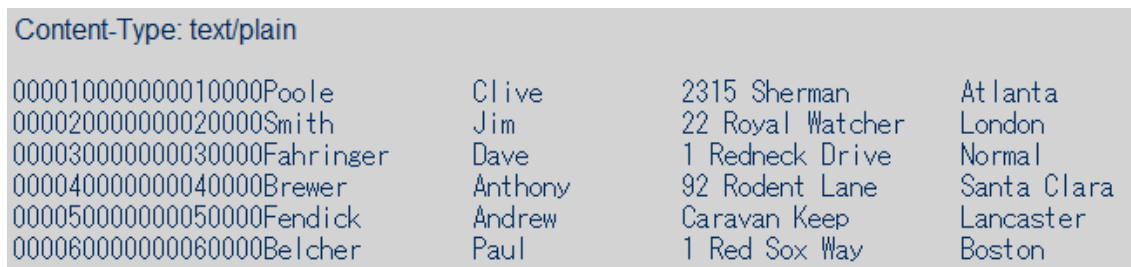 Content-Type: text/plain
000010000000010000Poole Clive 2315 Sherman Atlanta
000020000000020000Smith Jim 22 Royal Watcher London
000030000000030000Fahringer Dave 1 Redneck Drive Normal
000040000000040000Brewer Anthony 92 Rodent Lane Santa Clara
000050000000050000Fendick Andrew Caravan Keep Lancaster
000060000000060000Belcher Paul 1 Red Sox Way Boston